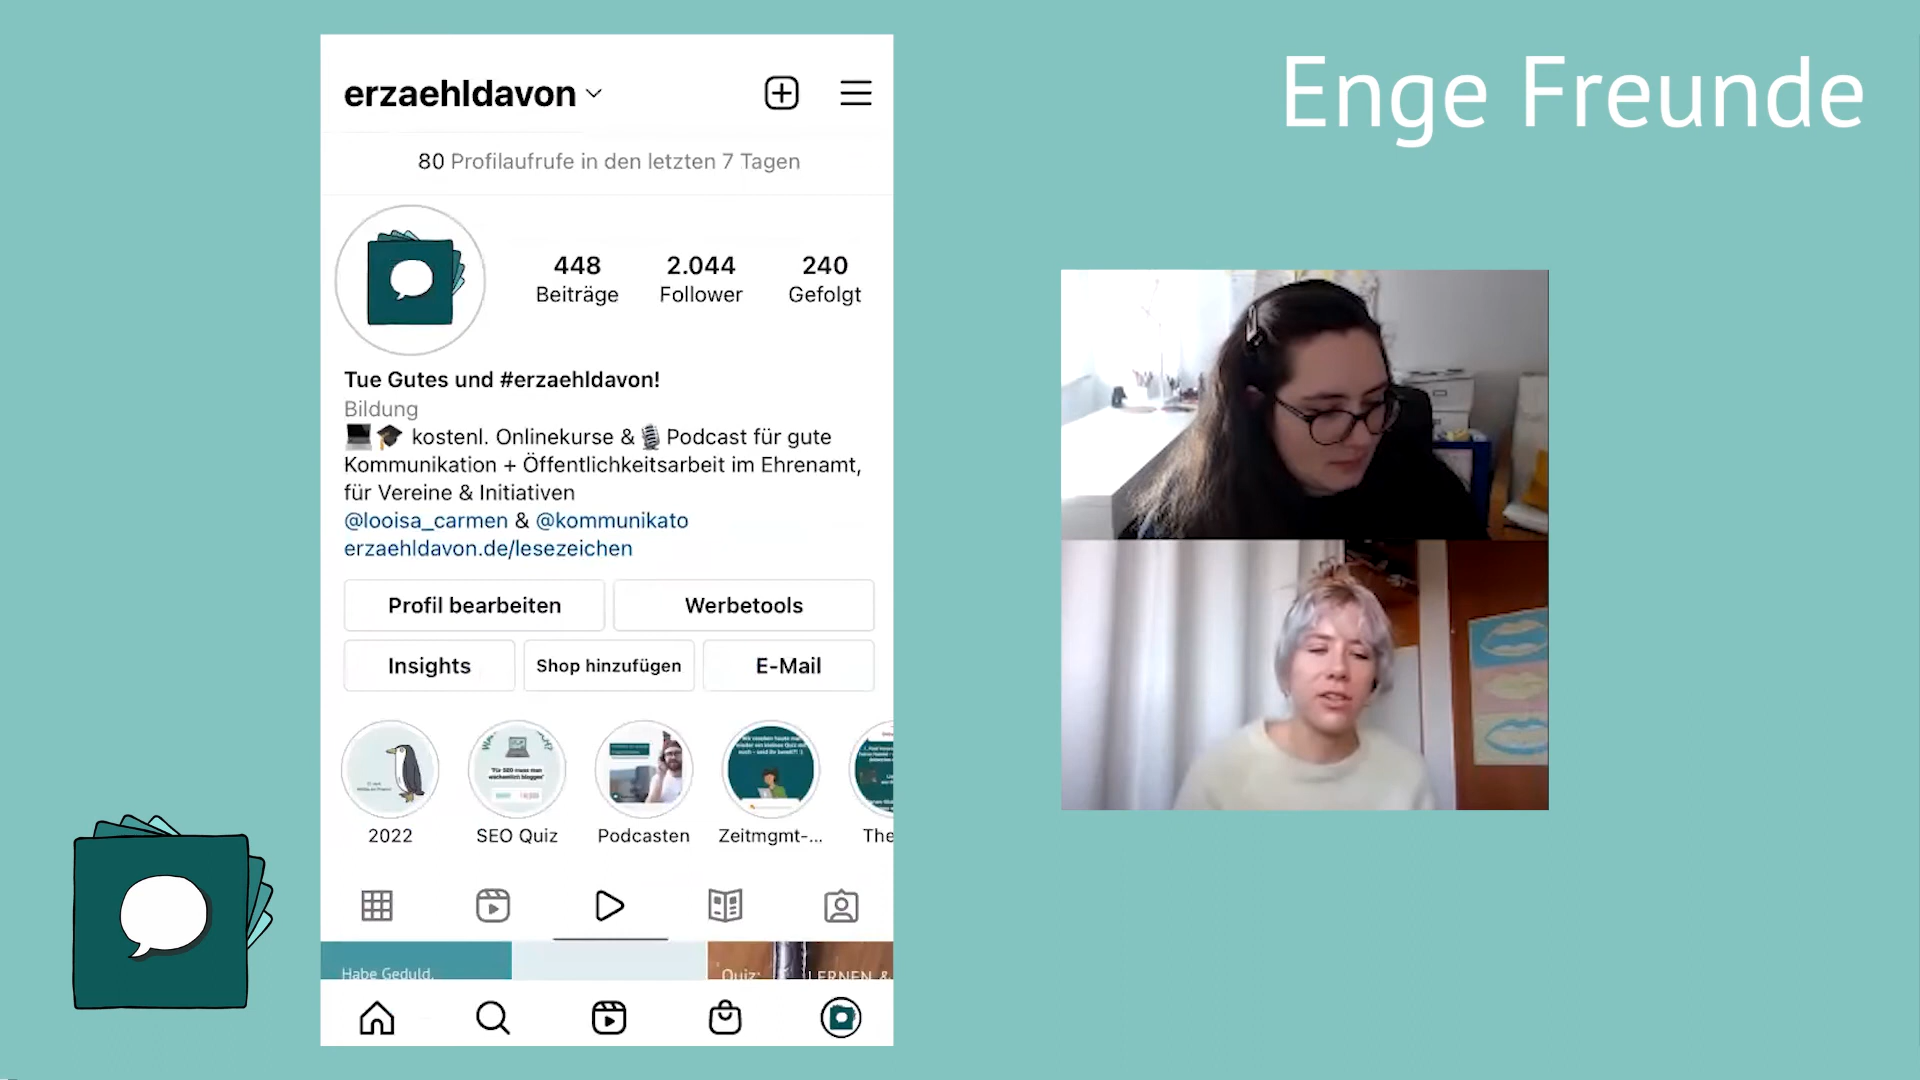 Enge Freunde
erzaehldavon
80 Profilaufrufe in den letzten 7 Tagen
448 2.044 240
Beiträge Follower Gefolgt
Tue Gutes und #erzaehldavon!
Bildung
kostenl. Onlinekurse & Podcast für gute
Kommunikation + Öffentlichkeitsarbeit im Ehrenamt,
für Vereine & Initiativen
@looisa_carmen & @kommunikato
erzaehldavon.de/lesezeichen
Profil bearbeiten Werbetools
Insights Shop hinzufügen E-Mail
2022 SEO Quiz Podcasten Zeitmgmt-... The
Habe Geduld. Quiz: LERNEN &